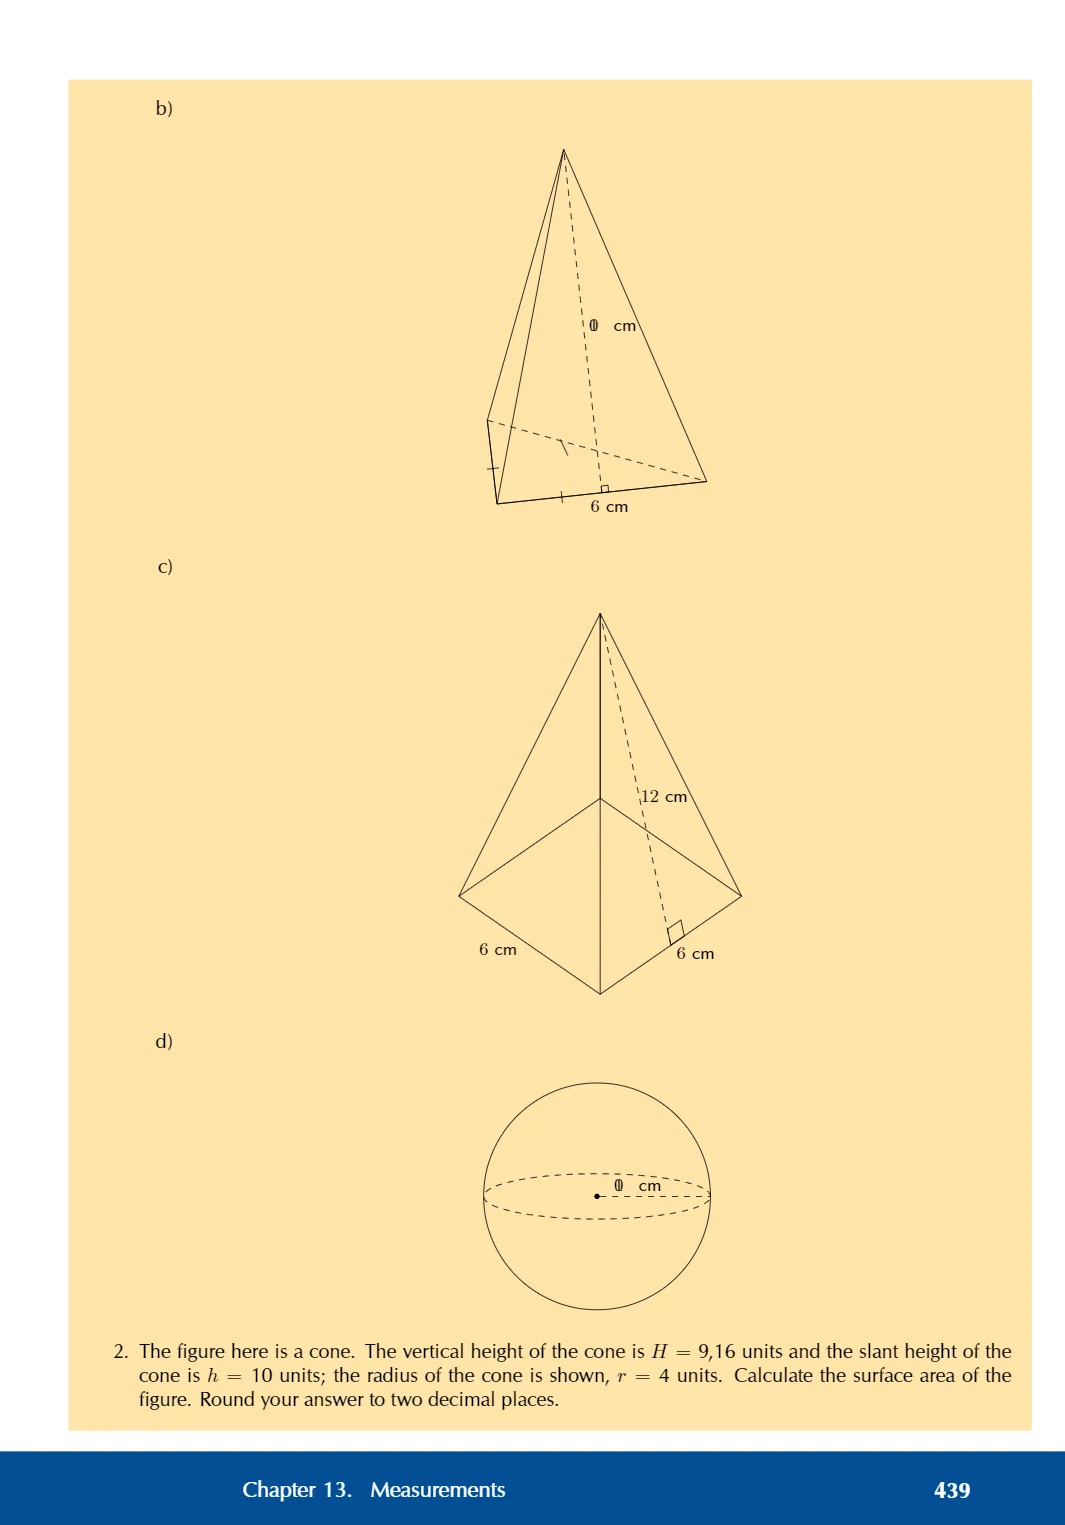 b)
cm
6 cm
c)
12 cm
6 cm
6 cm
d)
cm
2. The figure here is a cone. The vertical height of the cone is H = 9,16 units and the slant height of the
cone is h = 10 units; the radius of the cone is shown, r = 4 units. Calculate the surface area of the
figure. Round your answer to two decimal places.
Chapter 13. Measurements
439